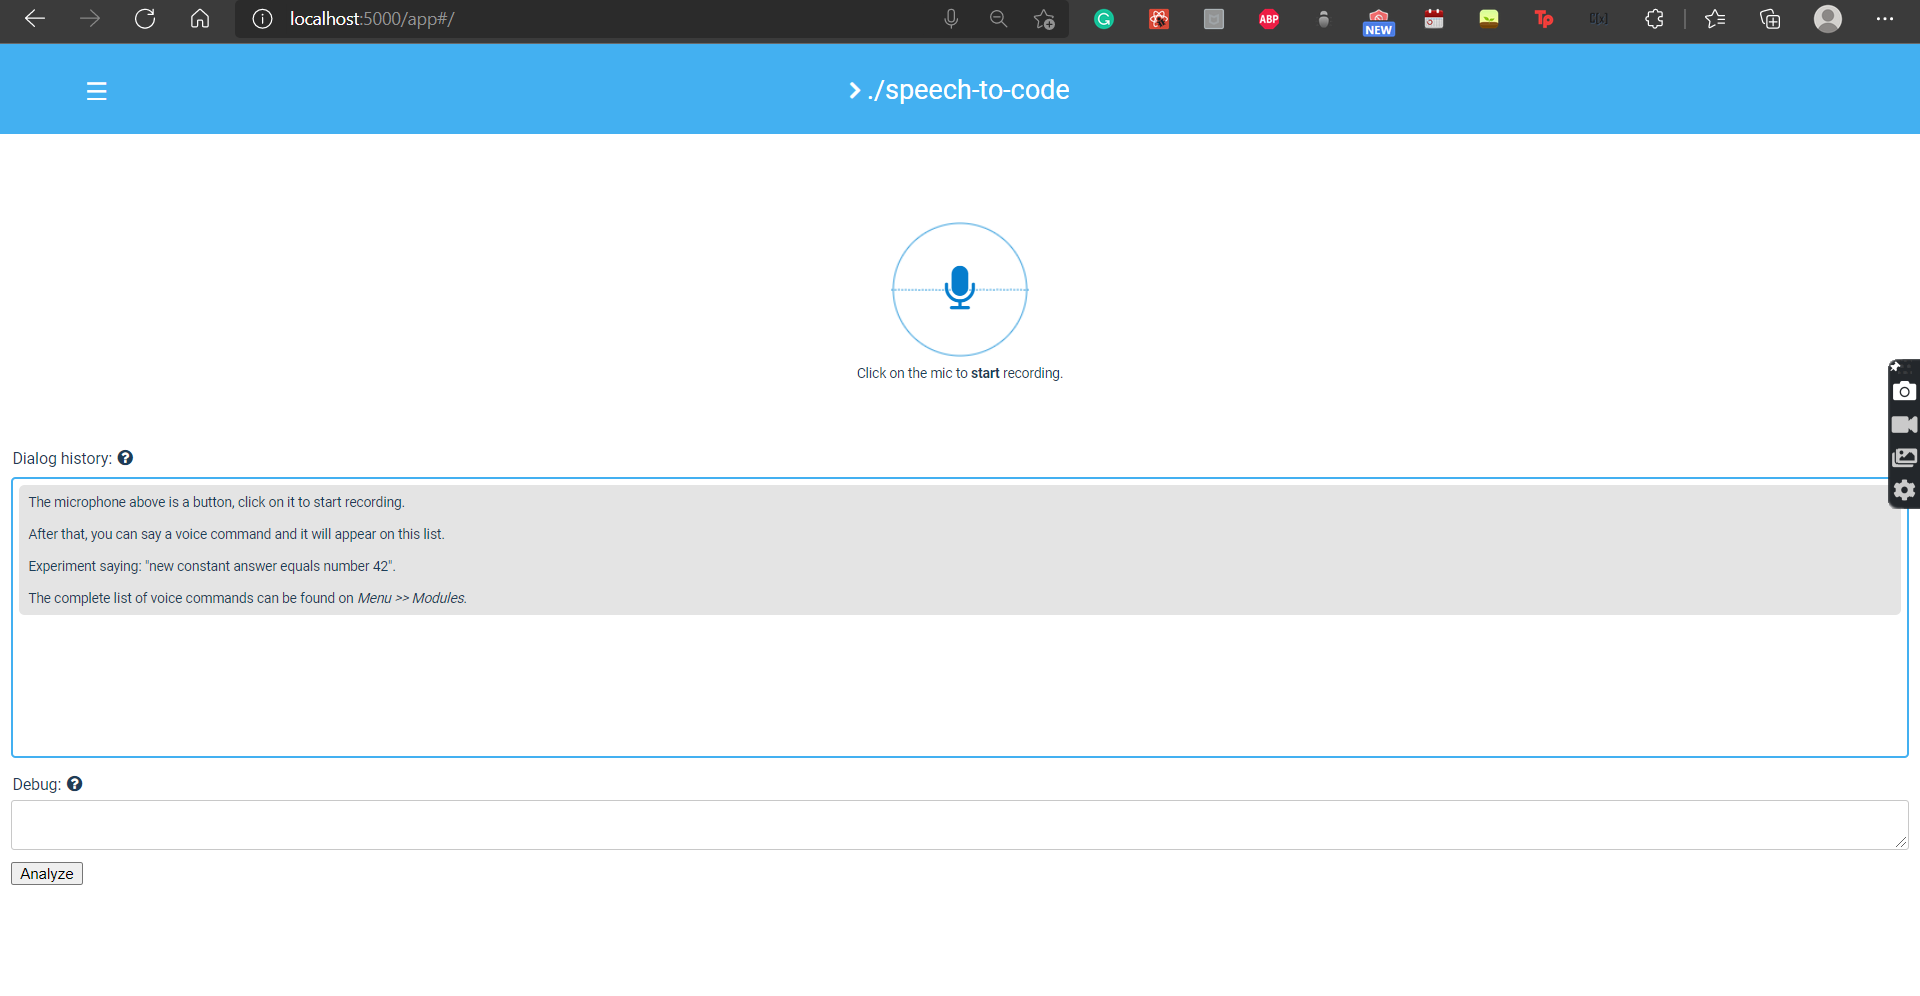 localhost:5000/app#/
ABP
NEW
Tp
./speech-to-code
Click on the mic to start recording.
Dialog history:
The microphone above is a button, click on it to start recording.
After that, you can say a voice command and it will appear on this list.
Experiment saying: "new constant answer equals number 42".
The complete list of voice commands can be found on Menu >> Modules.
Debug:
Analyze